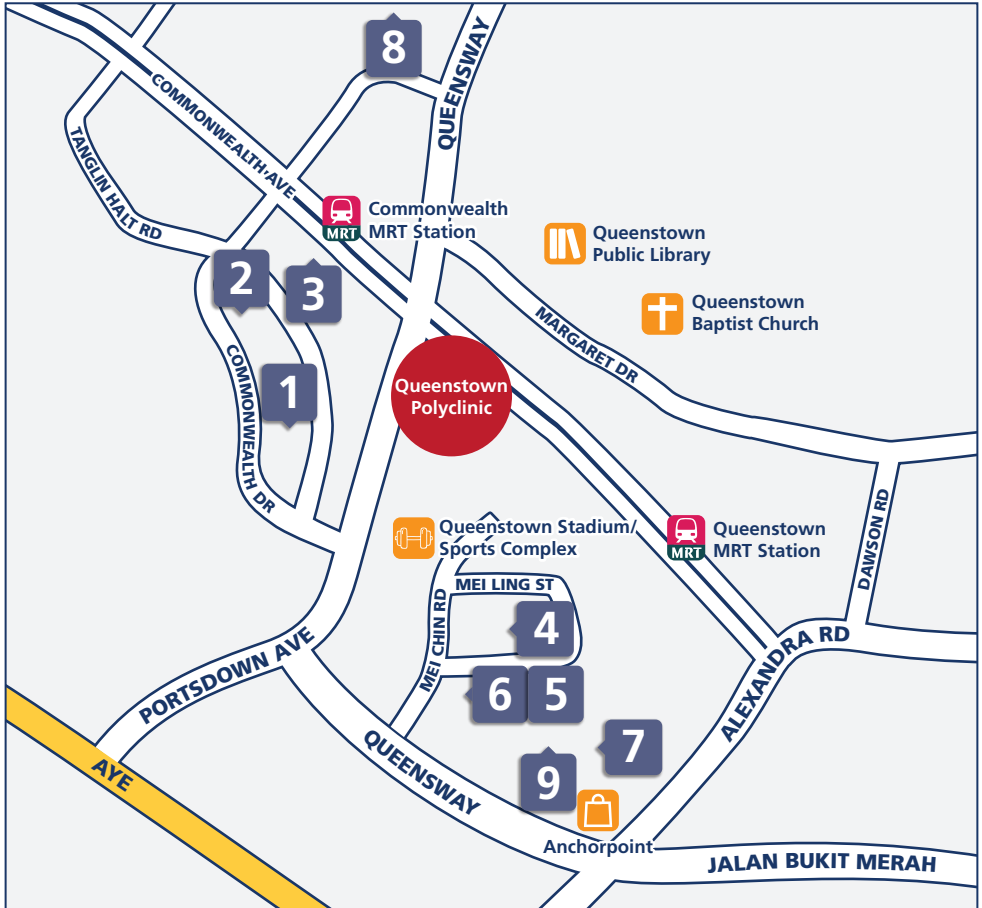 8
QUEENSWAY
COMMONWEALTH AVE
TANGLIN HALT RD
MRT
Commonwealth
MRT Station
Queenstown
Public Library
2
3
Queenstown
Baptist Church
MARGARET DR
1
COMMONWEALTH DR
Queenstown
Polyclinic
Queenstown Stadium/
Sports Complex
MRT
Queenstown
MRT Station
DAWSON RD
MEI LING ST
MEI CHIN RD
4
ALEXANDRA RD
PORTSDOWN AVE
6
5
7
QUEENSWAY
9
AYE
Anchorpoint
JALAN BUKIT MERAH